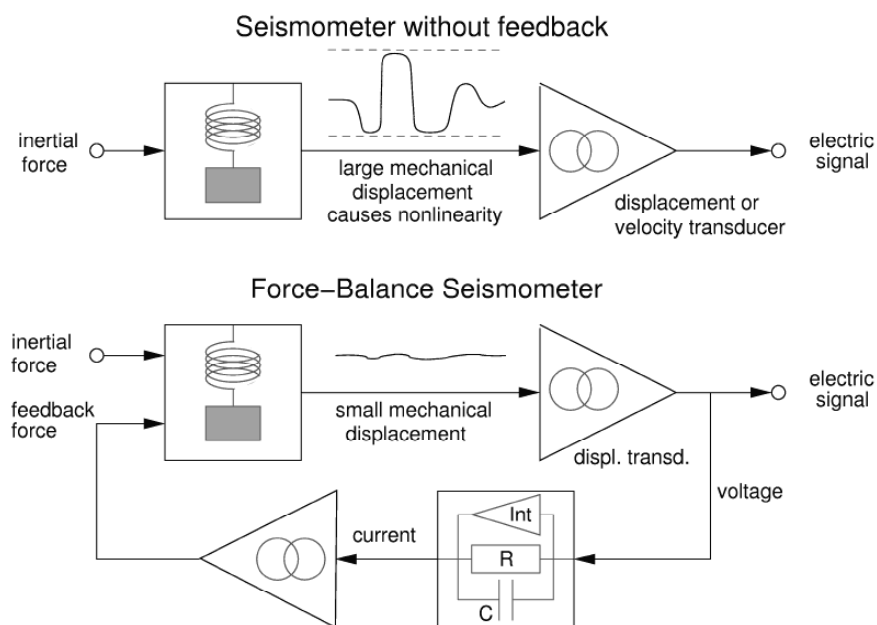 Seismometer without feedback
inertial
force
large mechanical
displacement
causes nonlinearity
displacement or
velocity transducer
electric
signal
Force−Balance Seismometer
inertial
force
feedback
force
small mechanical
displacement
displ. transd.
electric
signal
voltage
current
Int
R
C